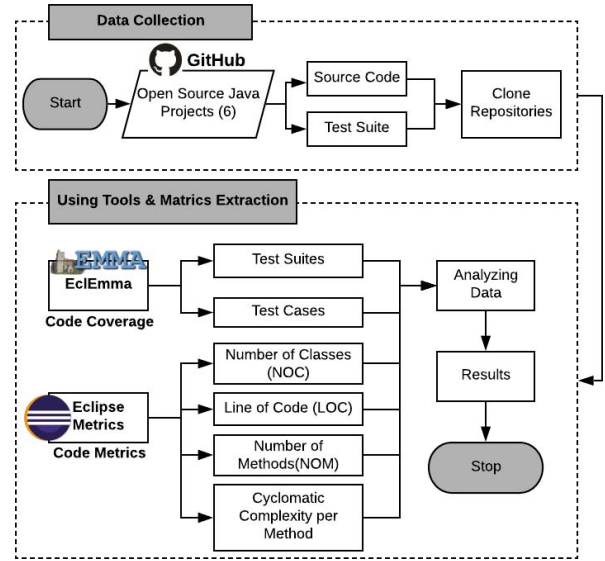 Data Collection
GitHub
Start
Open Source Java
Projects (6)
Source Code
Test Suite
Clone
Repositories
Using Tools & Matrics Extraction
EMMA
EclEmma
Code Coverage
Test Suites
Test Cases
Analyzing
Data
Number of Classes
(NOC)
Results
Eclipse
Metrics
Code Metrics
Line of Code (LOC)
Number of
Methods(NOM)
Stop
Cyclomatic
Complexity per
Method